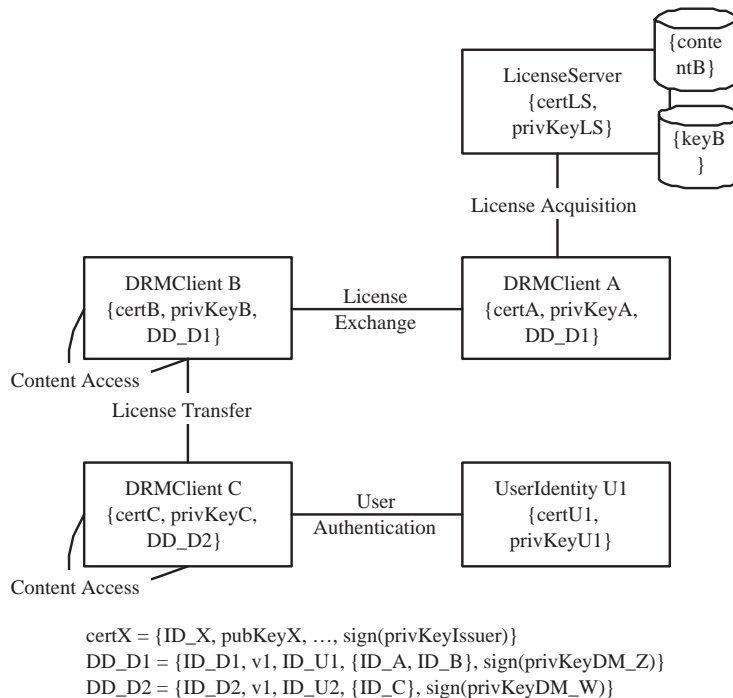 {conte
ntB}
LicenseServer
{certLS,
privKeyLS}
{keyB
}
License Acquisition
DRMClient B
{certB, privKeyB,
DD_D1}
License
Exchange
DRMClient A
{certA, privKeyA,
DD_D1}
Content Access
License Transfer
DRMClient C
{certC, privKeyC,
DD_D2}
User
Authentication
UserIdentity U1
{certU1,
privKeyU1}
Content Access
certX = {ID_X, pubKeyX, …, sign(privKeyIssuer)}
DD_D1 = {ID_D1, v1, ID_U1, {ID_A, ID_B}, sign(privKeyDM_Z)}
DD_D2 = {ID_D2, v1, ID_U2, {ID_C}, sign(privKeyDM_W)}